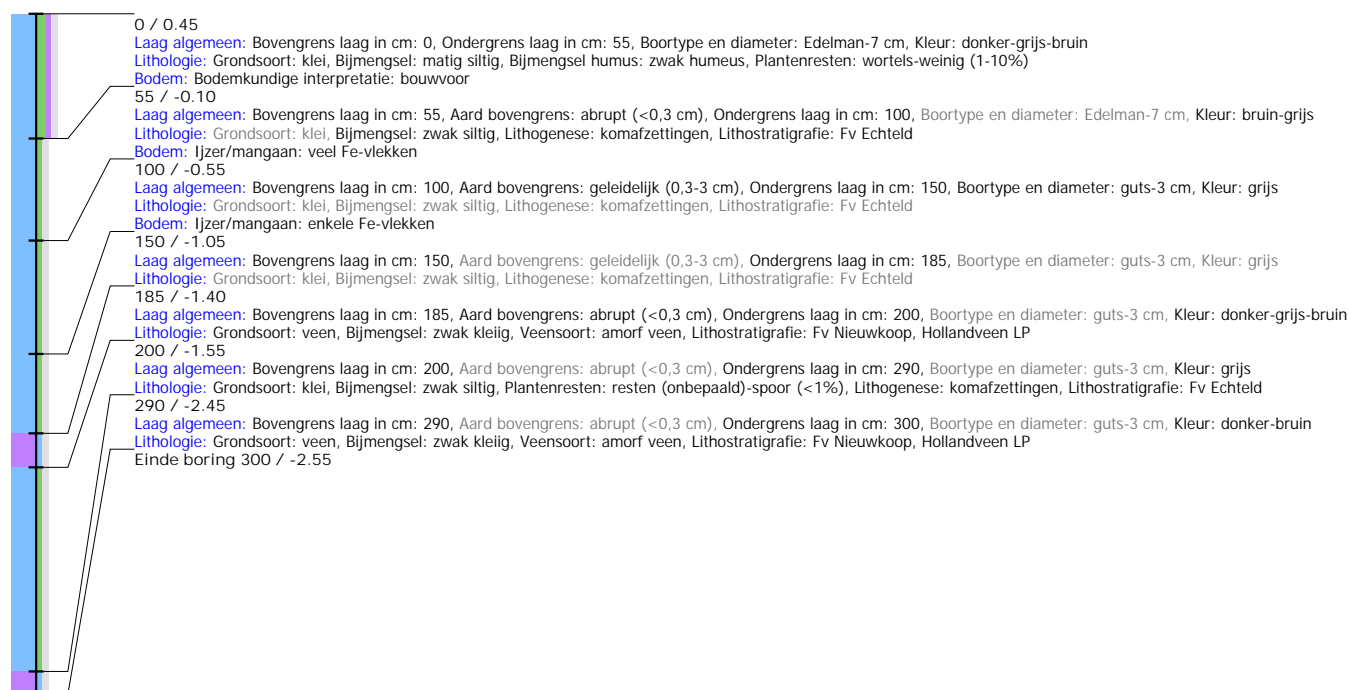 0 / 0.45
Laag algemeen: Bovengrens laag in cm: 0, Ondergrens laag in cm: 55, Boortype en diameter: Edelman-7 cm, Kleur: donker-grijs-bruin
Lithologie: Grondsoort: klei, Bijmengsel: matig siltig, Bijmengsel humus: zwak humeus, Plantenresten: wortels-weinig (1-10%)
Bodem: Bodemkundige interpretatie: bouwvoor
55 / -0.10
Laag algemeen: Bovengrens laag in cm: 55, Aard bovengrens: abrupt (<0,3 cm), Ondergrens laag in cm: 100, Boortype en diameter: Edelman-7 cm, Kleur: bruin-grijs
Lithologie: Grondsoort: klei, Bijmengsel: zwak siltig, Lithogenese: komafzettingen, Lithostratigrafie: Fv Echteld
Bodem: Ijzer/mangaan: veel Fe-vlekken
100 / -0.55
Laag algemeen: Bovengrens laag in cm: 100, Aard bovengrens: geleidelijk (0,3-3 cm), Ondergrens laag in cm: 150, Boortype en diameter: guts-3 cm, Kleur: grijs
Lithologie: Grondsoort: klei, Bijmengsel: zwak siltig, Lithogenese: komafzettingen, Lithostratigrafie: Fv Echteld
Bodem: Ijzer/mangaan: enkele Fe-vlekken
150 / -1.05
Laag algemeen: Bovengrens laag in cm: 150, Aard bovengrens: geleidelijk (0,3-3 cm), Ondergrens laag in cm: 185, Boortype en diameter: guts-3 cm, Kleur: grijs
Lithologie: Grondsoort: klei, Bijmengsel: zwak siltig, Lithogenese: komafzettingen, Lithostratigrafie: Fv Echteld
185 / -1.40
Laag algemeen: Bovengrens laag in cm: 185, Aard bovengrens: abrupt (<0,3 cm), Ondergrens laag in cm: 200, Boortype en diameter: guts-3 cm, Kleur: donker-grijs-bruin
Lithologie: Grondsoort: veen, Bijmengsel: zwak kleiig, Veensoort: amorf veen, Lithostratigrafie: Fv Nieuwkoop, Hollandveen LP
200 / -1.55
Laag algemeen: Bovengrens laag in cm: 200, Aard bovengrens: abrupt (<0,3 cm), Ondergrens laag in cm: 290, Boortype en diameter: guts-3 cm, Kleur: grijs
Lithologie: Grondsoort: klei, Bijmengsel: zwak siltig, Plantenresten: resten (onbepaald)-spoor (<1%), Lithogenese: komafzettingen, Lithostratigrafie: Fv Echteld
290 / -2.45
Laag algemeen: Bovengrens laag in cm: 290, Aard bovengrens: abrupt (<0,3 cm), Ondergrens laag in cm: 300, Boortype en diameter: guts-3 cm, Kleur: donker-bruin
Lithologie: Grondsoort: veen, Bijmengsel: zwak kleiig, Veensoort: amorf veen, Lithostratigrafie: Fv Nieuwkoop, Hollandveen LP
Einde boring 300 / -2.55